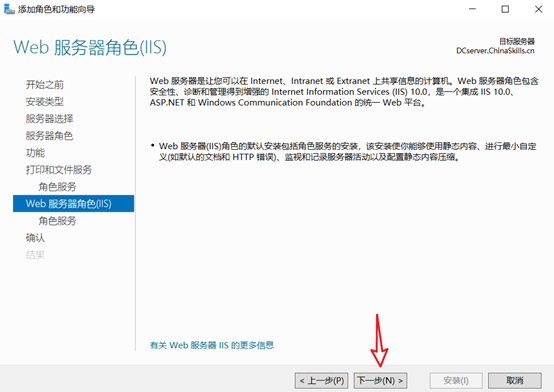 添加角色和功能向导
Web 服务器角色(IIS)
目标服务器
DCserver.ChinaSkills.cn
开始之前
安装类型
服务器选择
服务器角色
功能
打印和文件服务
角色服务
Web 服务器角色(IIS)
角色服务
确认
结果
Web 服务器是让您可以在 Internet、Intranet 或 Extranet 上共享信息的计算机。Web 服务器角色包含
安全性、诊断和管理得到增强的 Internet Information Services (IIS) 10.0，是一个集成 IIS 10.0、
ASP.NET 和 Windows Communication Foundation 的统一 Web 平台。
• Web 服务器(IIS)角色的默认安装包括角色服务的安装，该安装使你能够使用静态内容、进行最小自定
义(如默认的文档和 HTTP 错误)、监视和记录服务器活动以及配置静态内容压缩。
有关 Web 服务器 IIS 的更多信息
< 上一步(P)
下一步(N) >
安装(I)
取消